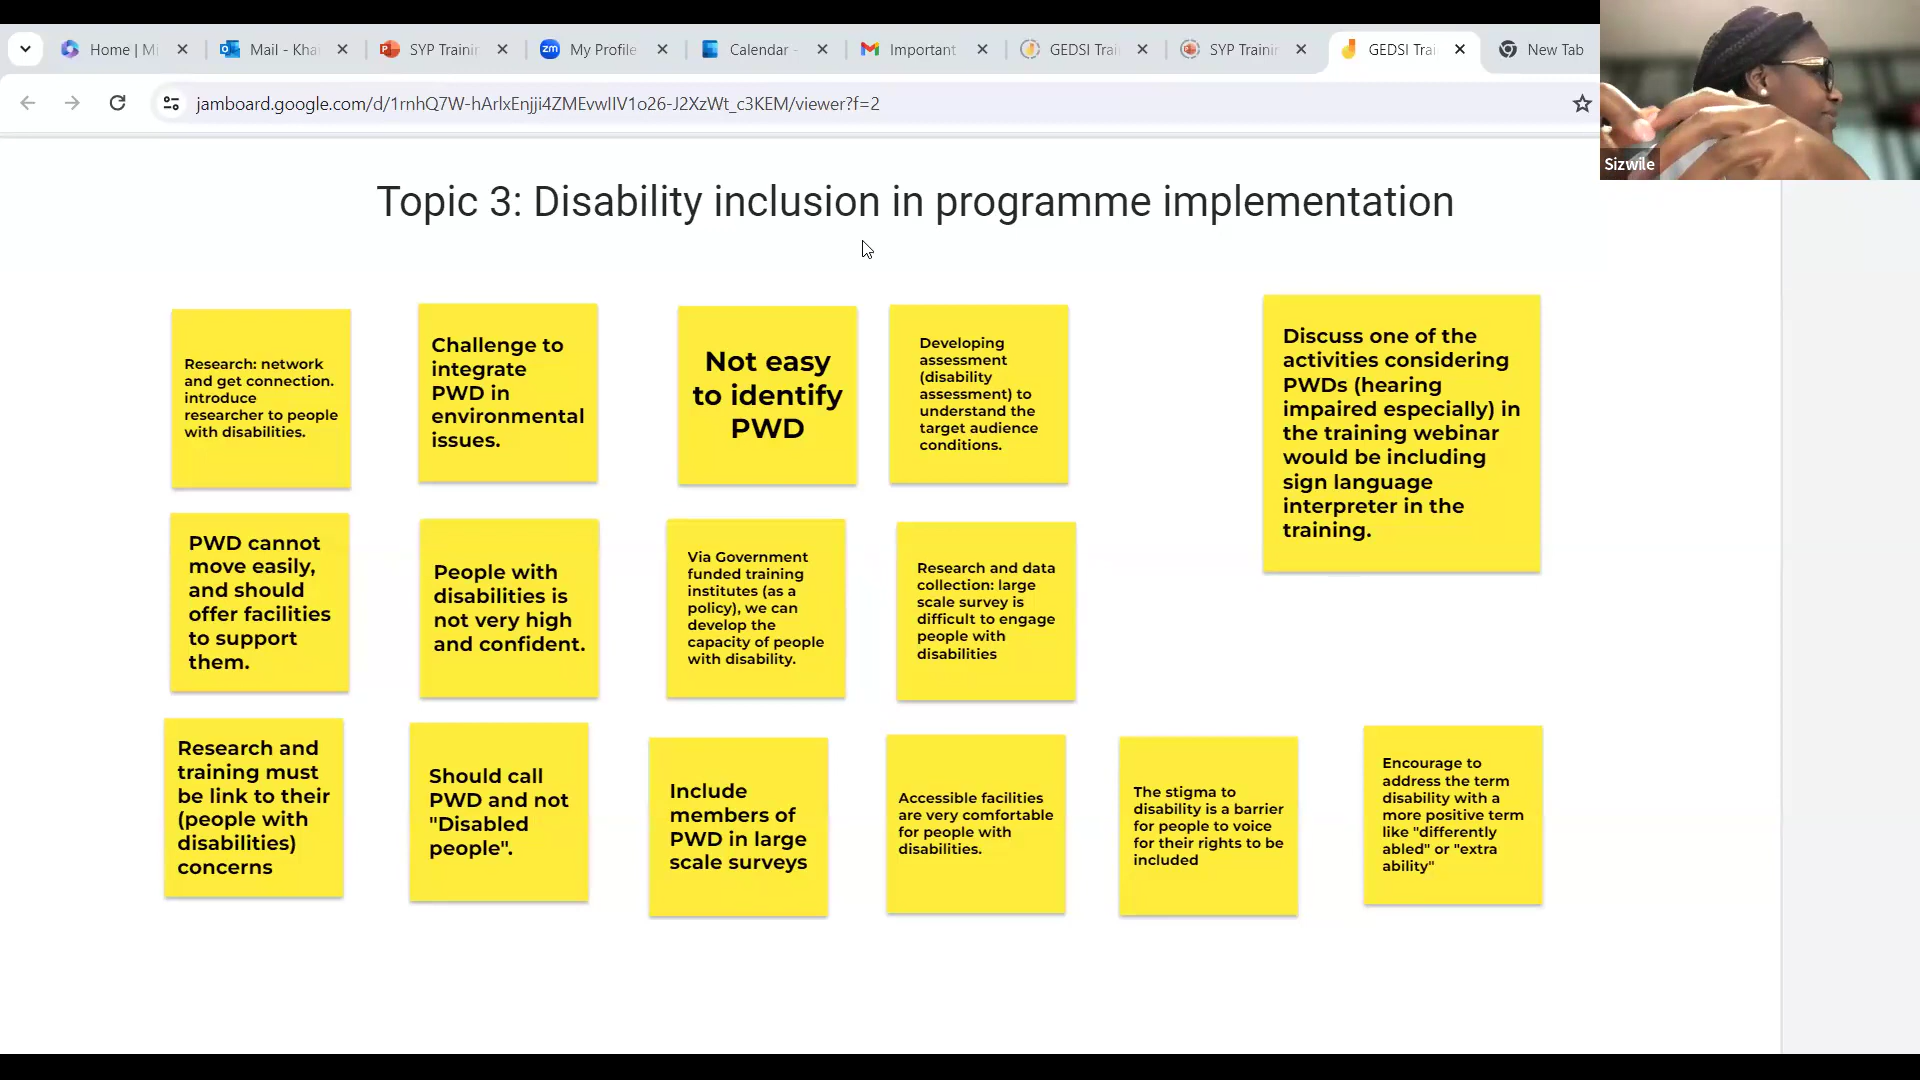 Home | Mi
Mail - Kha
SYP Trainin
My Profile
Calendar -
Important
GEDSI Trai
SYP Trainin
GEDSI Trai
New Tab
jamboard.google.com/d/1rnhQ7W-hArlxEnjji4ZMEvwIIV1o26-J2XzWt_c3KEM/viewer?f=2
Sizwile
Topic 3: Disability inclusion in programme implementation
Research: network
and get connection.
introduce
researcher to people
with disabilities.
Challenge to
integrate
PWD in
environmental
issues.
Not easy
to identify
PWD
Developing
assessment
(disability
assessment) to
understand the
target audience
conditions.
Discuss one of the
activities considering
PWDs (hearing
impaired especially) in
the training webinar
would be including
sign language
interpreter in the
training.
PWD cannot
move easily,
and should
offer facilities
to support
them.
People with
disabilities is
not very high
and confident.
Via Government
funded training
institutes (as a
policy), we can
develop the
capacity of people
with disability.
Research and data
collection: large
scale survey is
difficult to engage
people with
disabilities
Research and
training must
be link to their
(people with
disabilities)
concerns
Should call
PWD and not
"Disabled
people".
Include
members of
PWD in large
scale surveys
Accessible facilities
are very comfortable
for people with
disabilities.
The stigma to
disability is a barrier
for people to voice
for their rights to be
included
Encourage to
address the term
disability with a
more positive term
like "differently
abled" or "extra
ability"